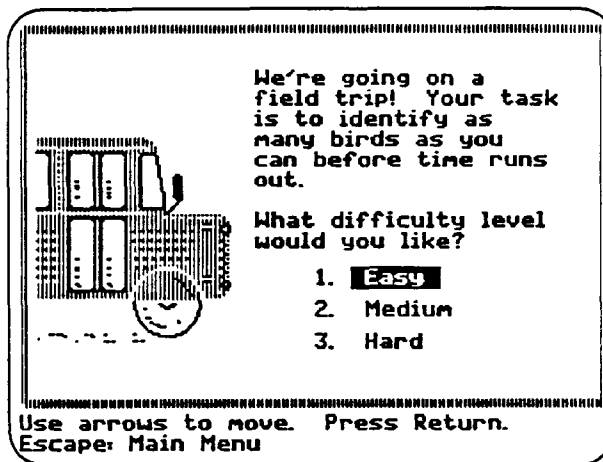 We're going on a
field trip! Your task
is to identify as
many birds as you
can before time runs
out.
What difficulty level
would you like?
1. Easy
2. Medium
3. Hard
Use arrows to move. Press Return.
Escape: Main Menu